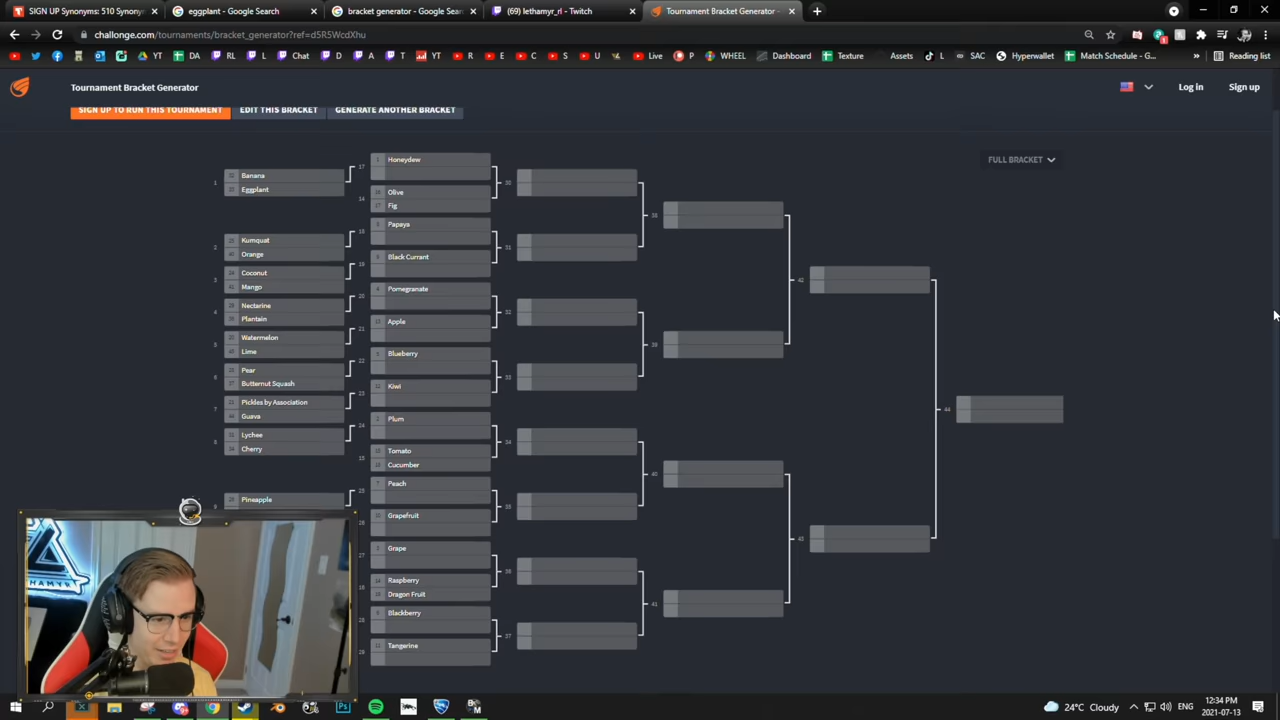 SIGN UP Synonyms: 510 Synony
eggplant - Google Search
bracket generator - Google Sear
(69) lethamyr_rl - Twitch
Tournament Bracket Generator -
challonge.com/tournaments/bracket_generator?ref=d5R5WcdXhu
YT DA RL L Chat D A T YT R E C S U Live P WHEEL Dashboard Texture Assets L SAC Hyperwallet Match Schedule - G... » Reading list
Tournament Bracket Generator
Log in
Sign up
SIGN UP TO RUN THIS TOURNAMENT
EDIT THIS BRACKET
GENERATE ANOTHER BRACKET
FULL BRACKET
Banana
Eggplant
Kumquat
Orange
Coconut
Mango
Nectarine
Plantain
Watermelon
Lime
Pear
Butternut Squash
Pickles by Association
Guava
Lychee
Cherry
Pineapple
Honeydew
Olive
Fig
Papaya
Black Currant
Pomegranate
Apple
Blueberry
Kiwi
Plum
Tomato
Cucumber
Peach
Grapefruit
Grape
Raspberry
Dragon Fruit
Blackberry
Tangerine
24°C Cloudy
12:34 PM
2021-07-13